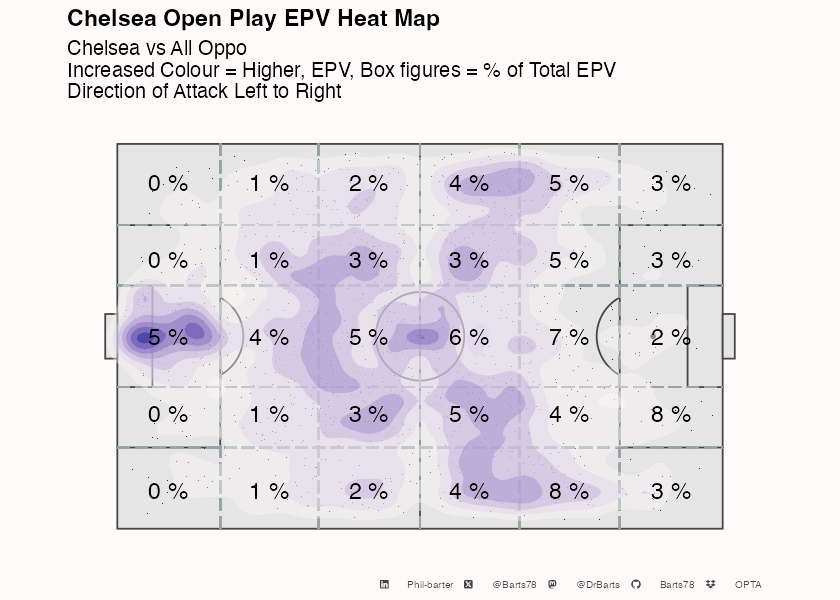 Chelsea Open Play EPV Heat Map
Chelsea vs All Oppo
Increased Colour = Higher, EPV, Box figures = % of Total EPV
Direction of Attack Left to Right
0 % 1 % 2 % 4 % 5 % 3 %
0 % 1 % 3 % 3 % 5 % 3 %
5 % 4 % 5 % 6 % 7 % 2 %
0 % 1 % 3 % 5 % 4 % 8 %
0 % 1 % 2 % 4 % 8 % 3 %
Phil-barter @Barts78 @DrBarts Barts78 OPTA